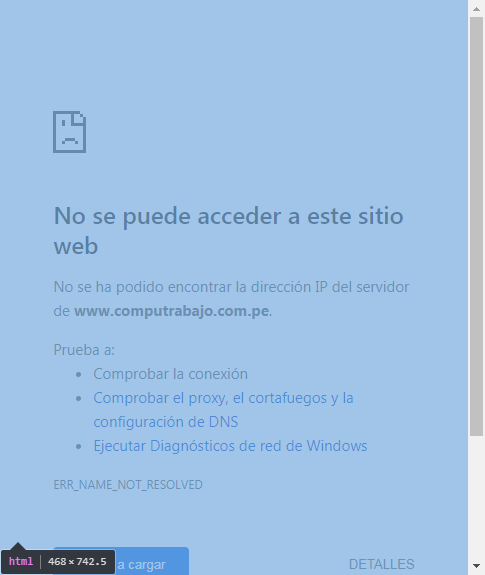 No se puede acceder a este sitio
web
No se ha podido encontrar la dirección IP del servidor
de www.computrabajo.com.pe.
Prueba a:
Comprobar la conexión
Comprobar el proxy, el cortafuegos y la
configuración de DNS
Ejecutar Diagnósticos de red de Windows
ERR_NAME_NOT_RESOLVED
a cargar
DETALLES
html | 468×742.5